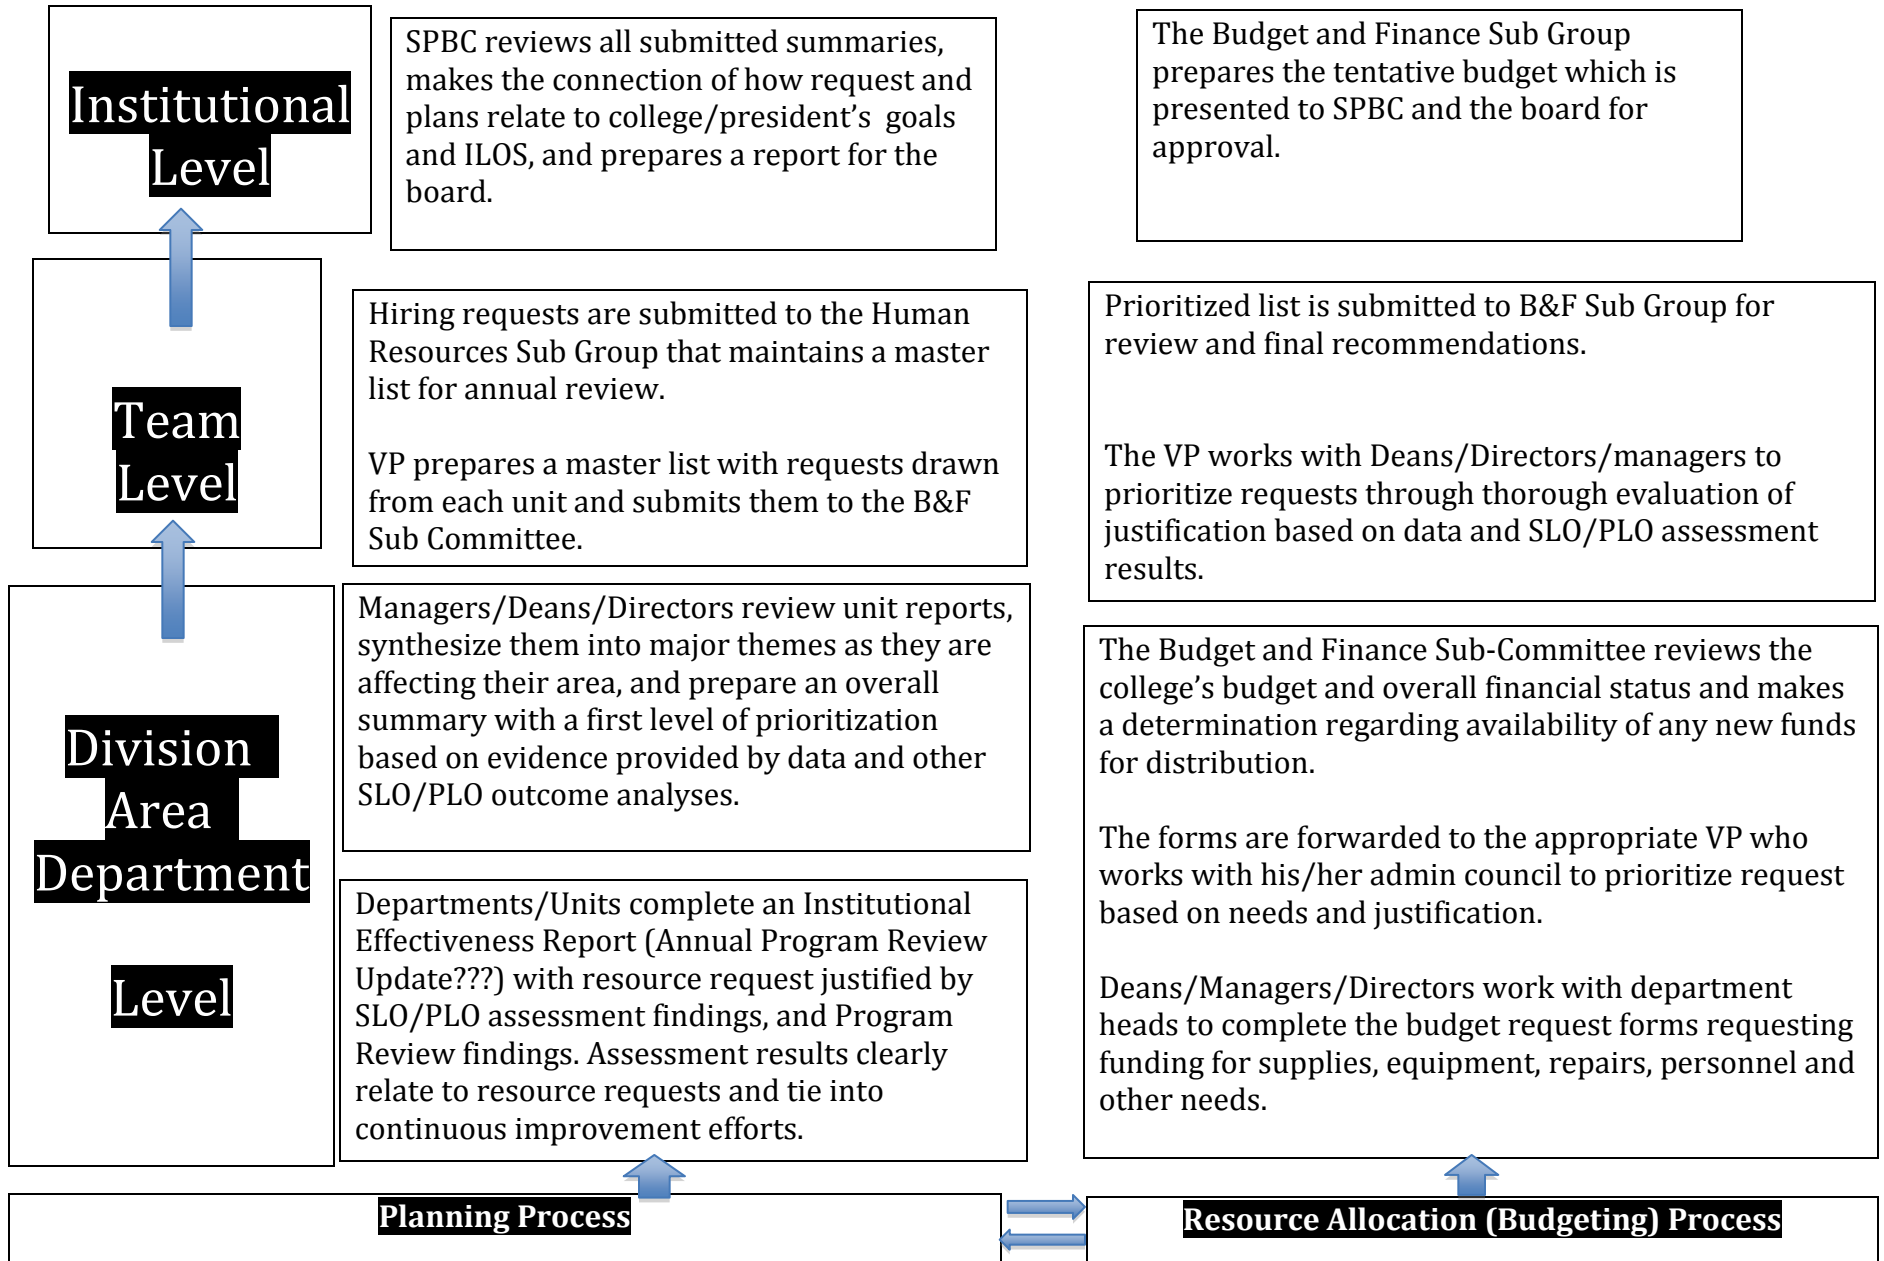 Institutional
Level
SPBC reviews all submitted summaries,
makes the connection of how request and
plans relate to college/president's  goals
and ILOS, and prepares a report for the
board.
The Budget and Finance Sub Group
prepares the tentative budget which is
presented to SPBC and the board for
approval.
Team
Level
Hiring requests are submitted to the Human
Resources Sub Group that maintains a master
list for annual review.
VP prepares a master list with requests drawn
from each unit and submits them to the B&F
Sub Committee.
Prioritized list is submitted to B&F Sub Group for
review and final recommendations.
The VP works with Deans/Directors/managers to
prioritize requests through thorough evaluation of
justification based on data and SLO/PLO assessment
results.
Division
Area
Department
Level
Managers/Deans/Directors review unit reports,
synthesize them into major themes as they are
affecting their area, and prepare an overall
summary with a first level of prioritization
based on evidence provided by data and other
SLO/PLO outcome analyses.
Departments/Units complete an Institutional
Effectiveness Report (Annual Program Review
Update???) with resource request justified by
SLO/PLO assessment findings, and Program
Review findings. Assessment results clearly
relate to resource requests and tie into
continuous improvement efforts.
The Budget and Finance Sub-Committee reviews the
college's budget and overall financial status and makes
a determination regarding availability of any new funds
for distribution.
The forms are forwarded to the appropriate VP who
works with his/her admin council to prioritize request
based on needs and justification.
Deans/Managers/Directors work with department
heads to complete the budget request forms requesting
funding for supplies, equipment, repairs, personnel and
other needs.
Planning Process
Resource Allocation (Budgeting) Process